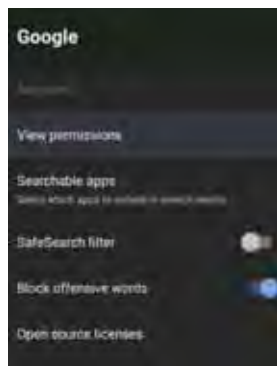 Google
View permissions
Searchable apps
Select which apps to include in search results
SafeSearch filter
Block offensive words
Open source licenses